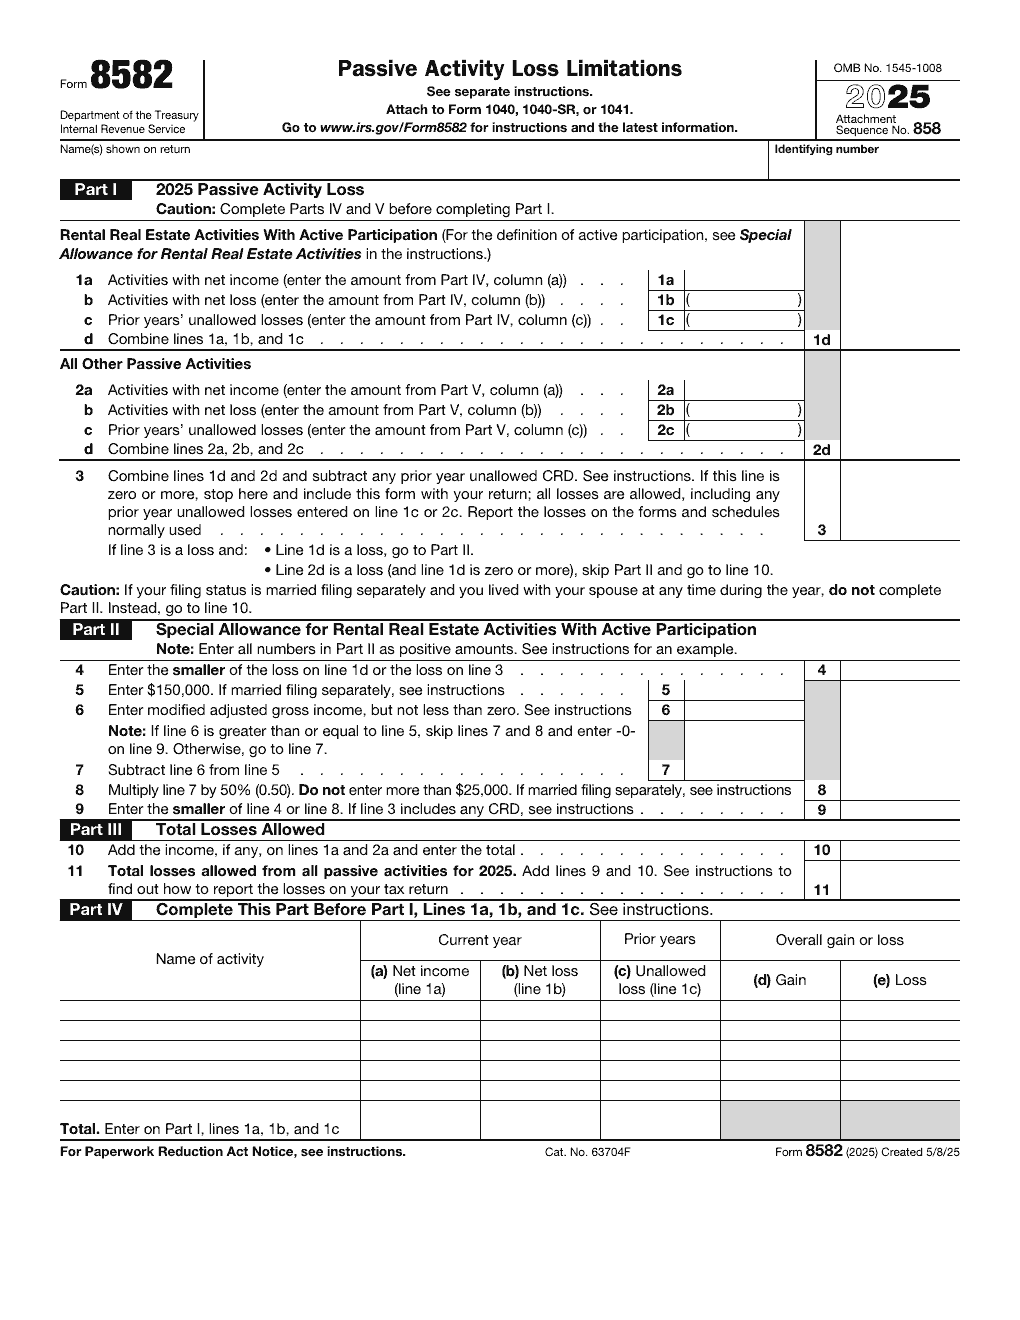 Form 8582
Department of the Treasury
Internal Revenue Service
Passive Activity Loss Limitations
See separate instructions.
Attach to Form 1040, 1040-SR, or 1041.
Go to www.irs.gov/Form8582 for instructions and the latest information.
OMB No. 1545-1008
2025
Attachment
Sequence No. 858
Name(s) shown on return
Identifying number
Part I 2025 Passive Activity Loss
Caution: Complete Parts IV and V before completing Part I.
Rental Real Estate Activities With Active Participation (For the definition of active participation, see Special
Allowance for Rental Real Estate Activities in the instructions.)
1a Activities with net income (enter the amount from Part IV, column (a)) . . . 1a
b Activities with net loss (enter the amount from Part IV, column (b)) . . . . 1b ( )
c Prior years’ unallowed losses (enter the amount from Part IV, column (c)) . . 1c ( )
d Combine lines 1a, 1b, and 1c . . . . . . . . . . . . . . . . . . . . . . . . 1d
All Other Passive Activities
2a Activities with net income (enter the amount from Part V, column (a)) . . . 2a
b Activities with net loss (enter the amount from Part V, column (b)) . . . . 2b ( )
c Prior years’ unallowed losses (enter the amount from Part V, column (c)) . . 2c ( )
d Combine lines 2a, 2b, and 2c . . . . . . . . . . . . . . . . . . . . . . . . 2d
3 Combine lines 1d and 2d and subtract any prior year unallowed CRD. See instructions. If this line is
zero or more, stop here and include this form with your return; all losses are allowed, including any
prior year unallowed losses entered on line 1c or 2c. Report the losses on the forms and schedules
normally used . . . . . . . . . . . . . . . . . . . . . . . . . . . . 3
If line 3 is a loss and: • Line 1d is a loss, go to Part II.
• Line 2d is a loss (and line 1d is zero or more), skip Part II and go to line 10.
Caution: If your filing status is married filing separately and you lived with your spouse at any time during the year, do not complete
Part II. Instead, go to line 10.
Part II Special Allowance for Rental Real Estate Activities With Active Participation
Note: Enter all numbers in Part II as positive amounts. See instructions for an example.
4 Enter the smaller of the loss on line 1d or the loss on line 3 . . . . . . . . . . . . . . 4
5 Enter $150,000. If married filing separately, see instructions . . . . . . 5
6 Enter modified adjusted gross income, but not less than zero. See instructions 6
Note: If line 6 is greater than or equal to line 5, skip lines 7 and 8 and enter -0-
on line 9. Otherwise, go to line 7.
7 Subtract line 6 from line 5 . . . . . . . . . . . . . . . . . 7
8 Multiply line 7 by 50% (0.50). Do not enter more than $25,000. If married filing separately, see instructions 8
9 Enter the smaller of line 4 or line 8. If line 3 includes any CRD, see instructions . . . . . . . . 9
Part III Total Losses Allowed
10 Add the income, if any, on lines 1a and 2a and enter the total . . . . . . . . . . . . . . 10
11 Total losses allowed from all passive activities for 2025. Add lines 9 and 10. See instructions to
find out how to report the losses on your tax return . . . . . . . . . . . . . . . . . 11
Part IV Complete This Part Before Part I, Lines 1a, 1b, and 1c. See instructions.
Name of activity
Current year
Prior years
Overall gain or loss
(a) Net income
(line 1a)
(b) Net loss
(line 1b)
(c) Unallowed
loss (line 1c)
(d) Gain
(e) Loss
Total. Enter on Part I, lines 1a, 1b, and 1c
For Paperwork Reduction Act Notice, see instructions.
Cat. No. 63704F
Form 8582 (2025) Created 5/8/25